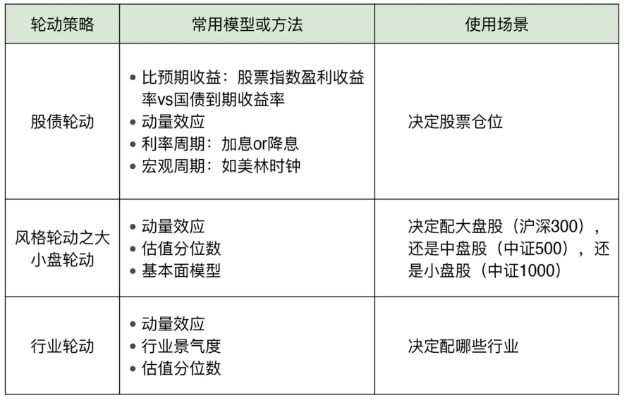 轮动策略
常用模型或方法
使用场景
股债轮动
• 比预期收益：股票指数盈利收益
率vs国债到期收益率
• 动量效应
• 利率周期：加息or降息
• 宏观周期：如美林时钟
决定股票仓位
风格轮动之大
小盘轮动
• 动量效应
• 估值分位数
• 基本面模型
决定配大盘股（沪深300），
还是中盘股（中证500），还
是小盘股（中证1000）
行业轮动
• 动量效应
• 行业景气度
• 估值分位数
决定配哪些行业